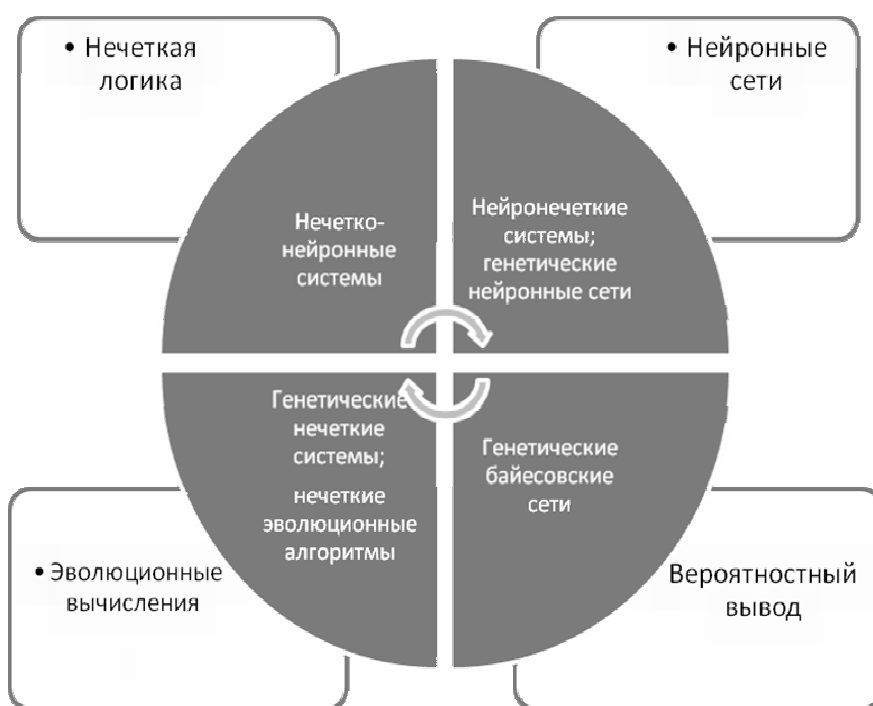 • Нечеткая
логика
• Нейронные
сети
Нечетко-
нейронные
системы
Нейронечеткие
системы;
генетические
нейронные сети
Генетические
нечеткие
системы;
нечеткие
эволюционные
алгоритмы
Генетические
байесовские
сети
• Эволюционные
вычисления
Вероятностный
вывод